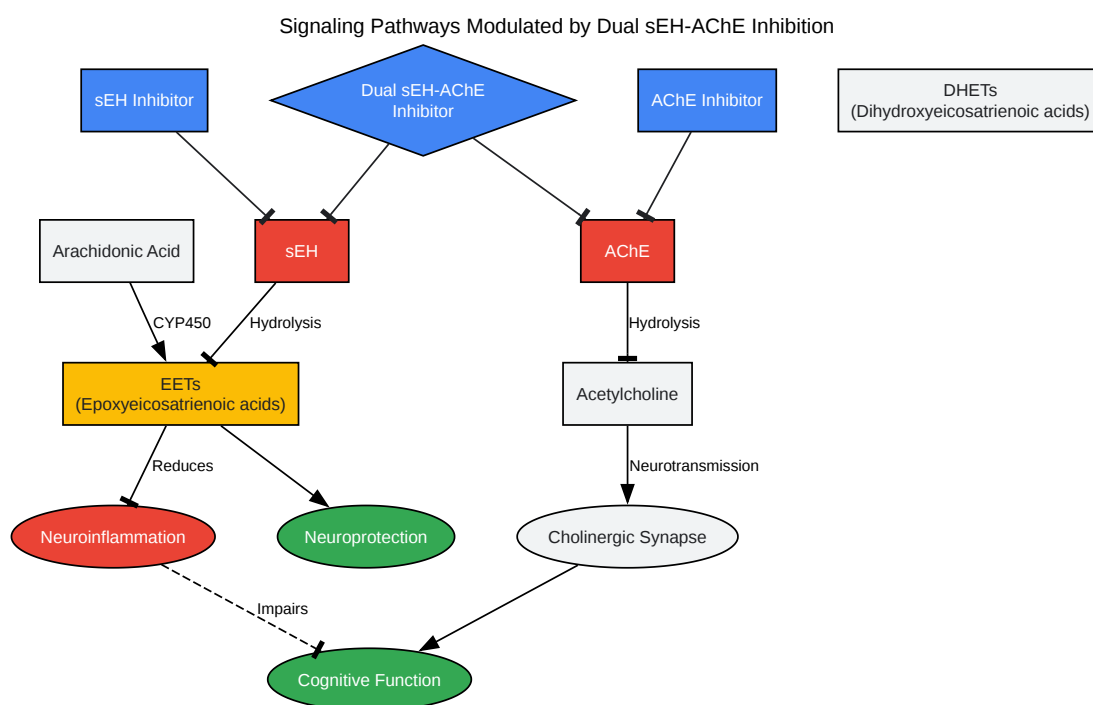 Signaling Pathways Modulated by Dual sEH-AChE Inhibition
sEH Inhibitor
Dual sEH-AChE
Inhibitor
AChE Inhibitor
DHETs
(Dihydroxyeicosatrienoic acids)
Arachidonic Acid
sEH
AChE
CYP450
Hydrolysis
Hydrolysis
EETs
(Epoxyeicosatrienoic acids)
Acetylcholine
Reduces
Neurotransmission
Neuroinflammation
Neuroprotection
Cholinergic Synapse
Impairs
Cognitive Function